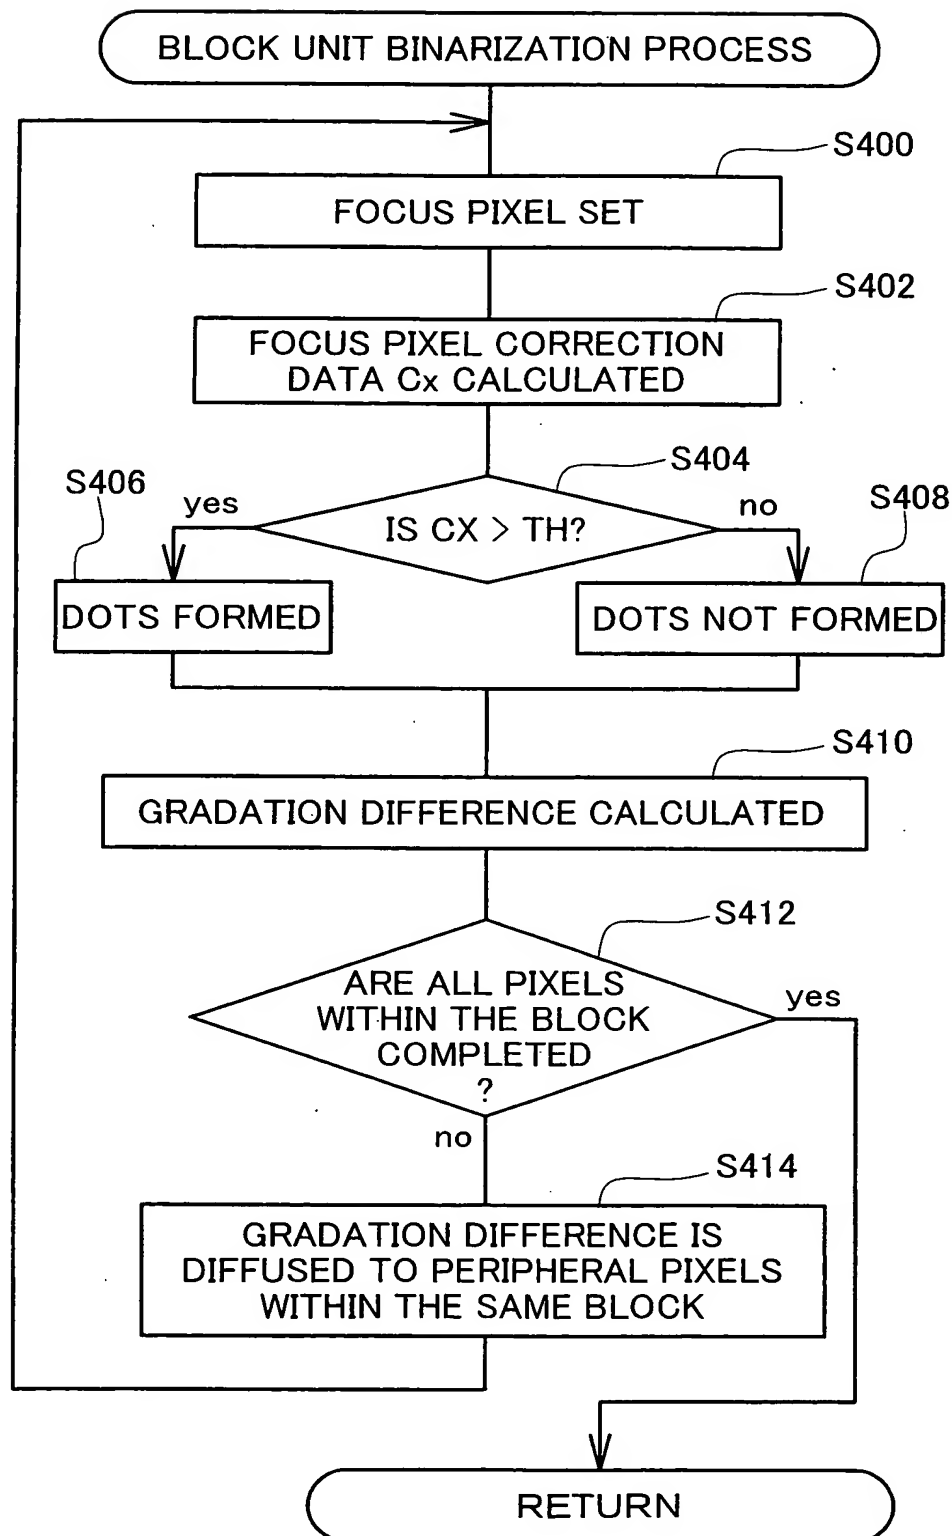 BLOCK UNIT BINARIZATION PROCESS
S400
FOCUS PIXEL SET
S402
FOCUS PIXEL CORRECTION
DATA Cx CALCULATED
S404
S406
yes
IS CX > TH?
no
S408
DOTS FORMED
DOTS NOT FORMED
S410
GRADATION DIFFERENCE CALCULATED
S412
ARE ALL PIXELS
WITHIN THE BLOCK
COMPLETED
?
yes
no
S414
GRADATION DIFFERENCE IS
DIFFUSED TO PERIPHERAL PIXELS
WITHIN THE SAME BLOCK
RETURN